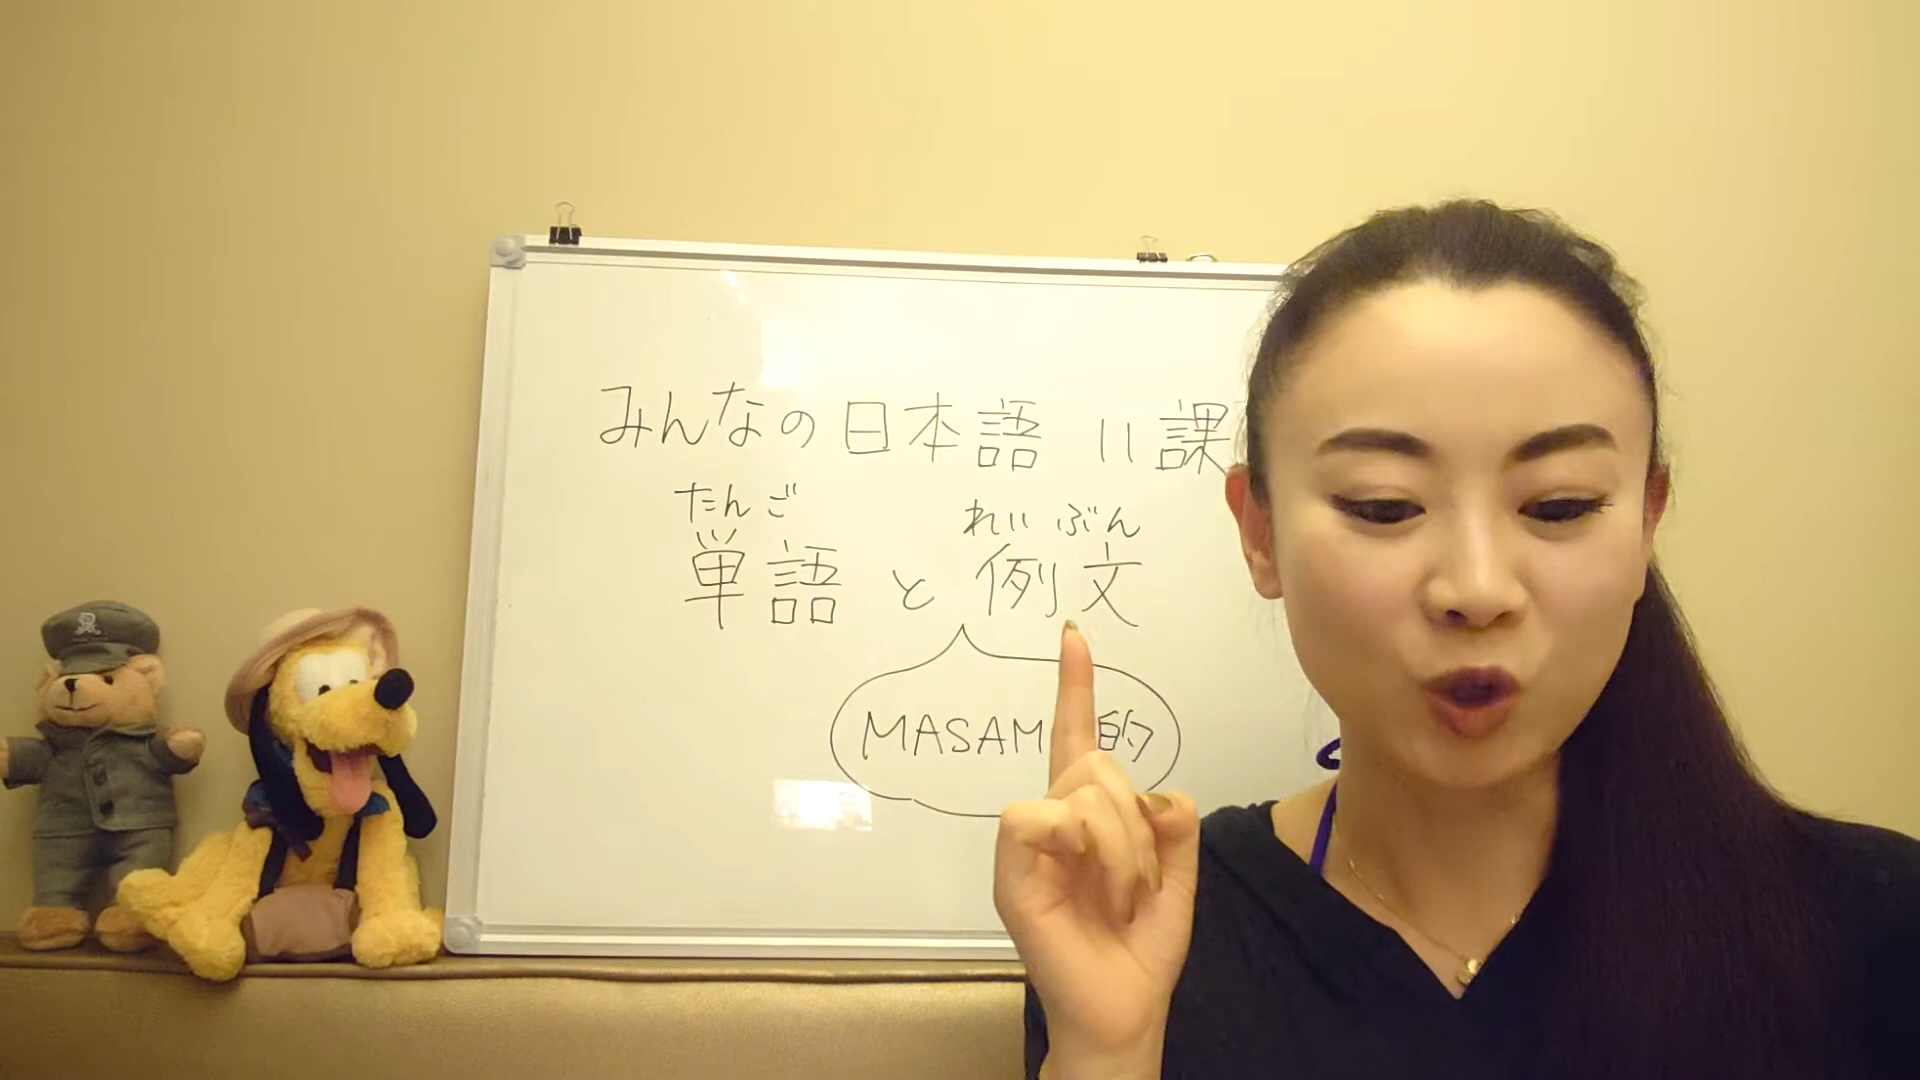 みんなの日本語 11課
たんご れいぶん
単語 と 例文
MASAM 的